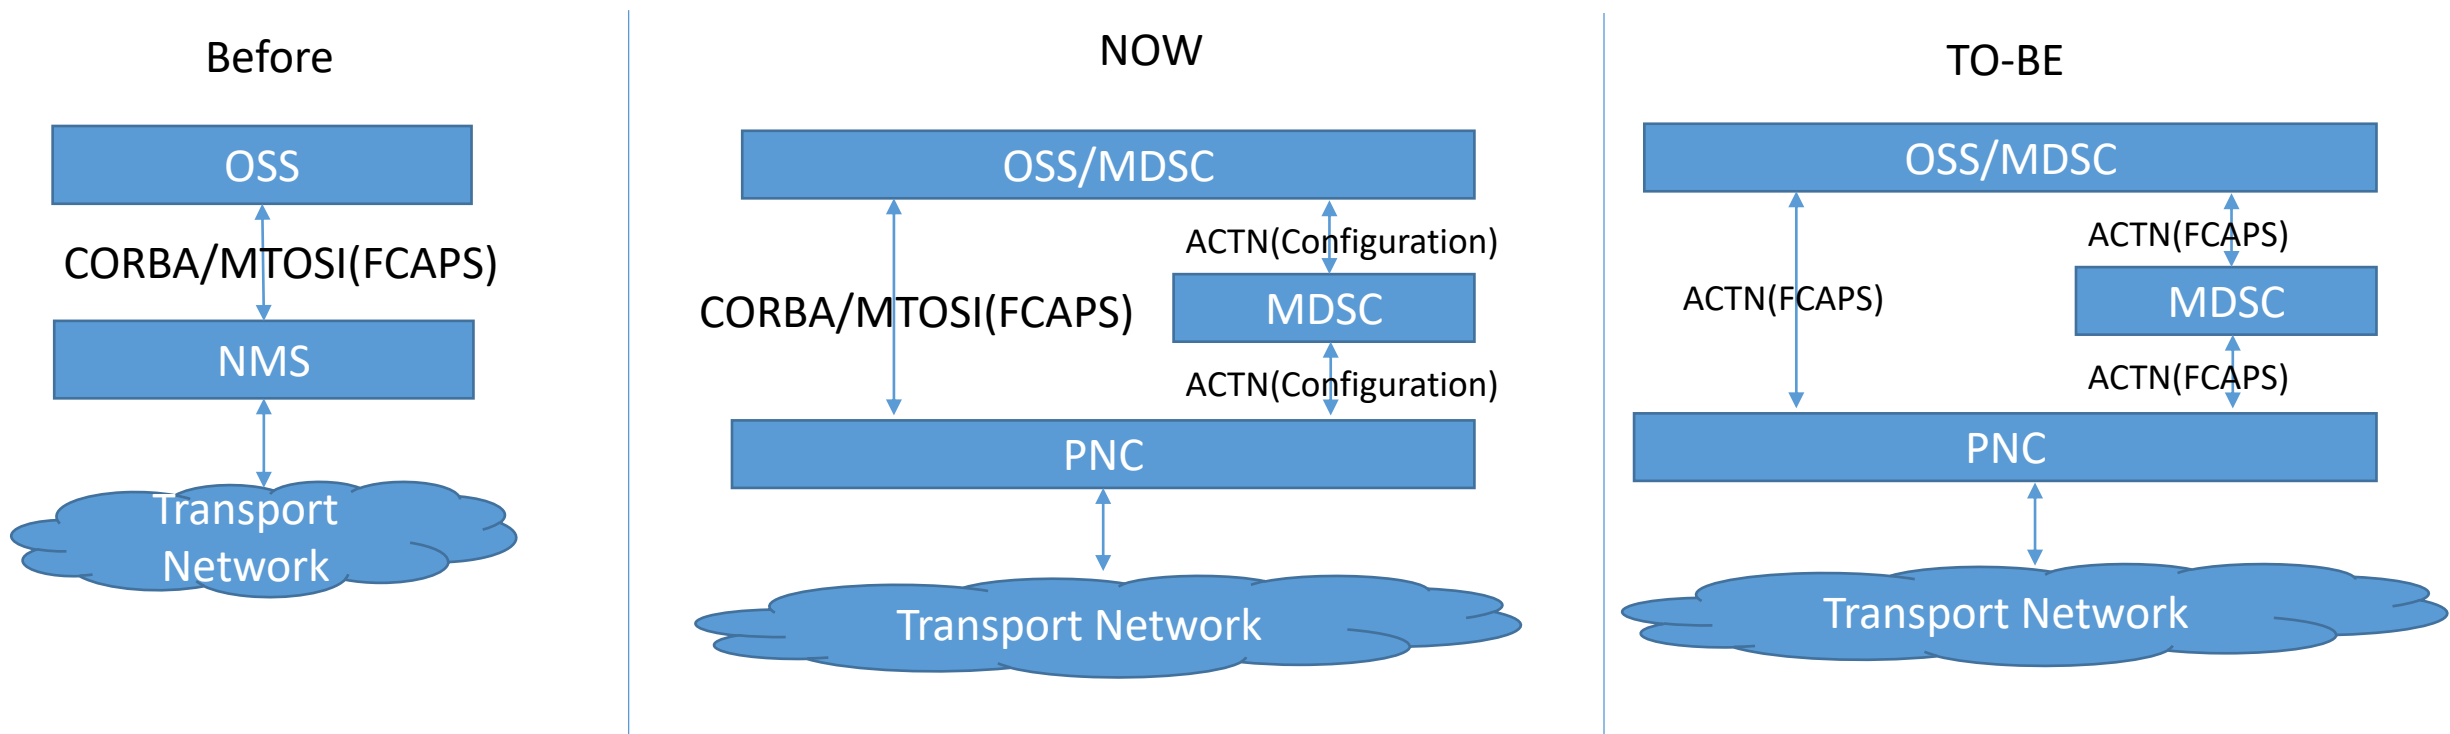 Before
OSS
CORBA/MTOSI(FCAPS)
NMS
Transport
Network
NOW
OSS/MDSC
ACTN(Configuration)
MDSC
CORBA/MTOSI(FCAPS)
ACTN(Configuration)
PNC
Transport Network
TO-BE
OSS/MDSC
ACTN(FCAPS)
MDSC
ACTN(FCAPS)
ACTN(FCAPS)
PNC
Transport Network